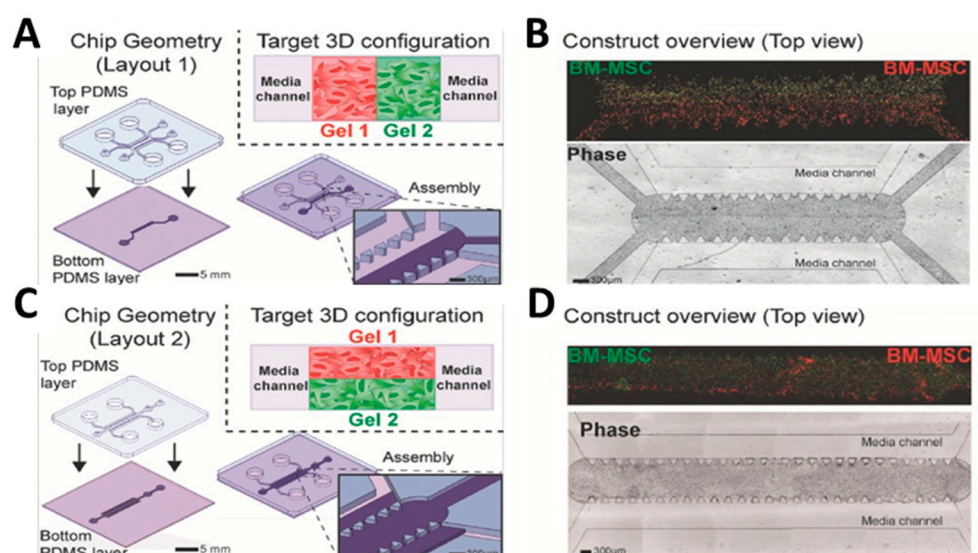 A
Chip Geometry
(Layout 1)
Top PDMS
layer
Bottom
PDMS layer
5 mm
Target 3D configuration
Media
channel
Media
channel
Gel 1
Gel 2
Assembly
300µm
B
Construct overview (Top view)
BM-MSC
BM-MSC
Phase
Media channel
Media channel
300µm
C
Chip Geometry
(Layout 2)
Top PDMS
layer
Bottom
PDMS layer
5 mm
Target 3D configuration
Gel 1
Media
channel
Media
channel
Gel 2
Assembly
300µm
D
Construct overview (Top view)
BM-MSC
BM-MSC
Phase
Media channel
Media channel
300µm